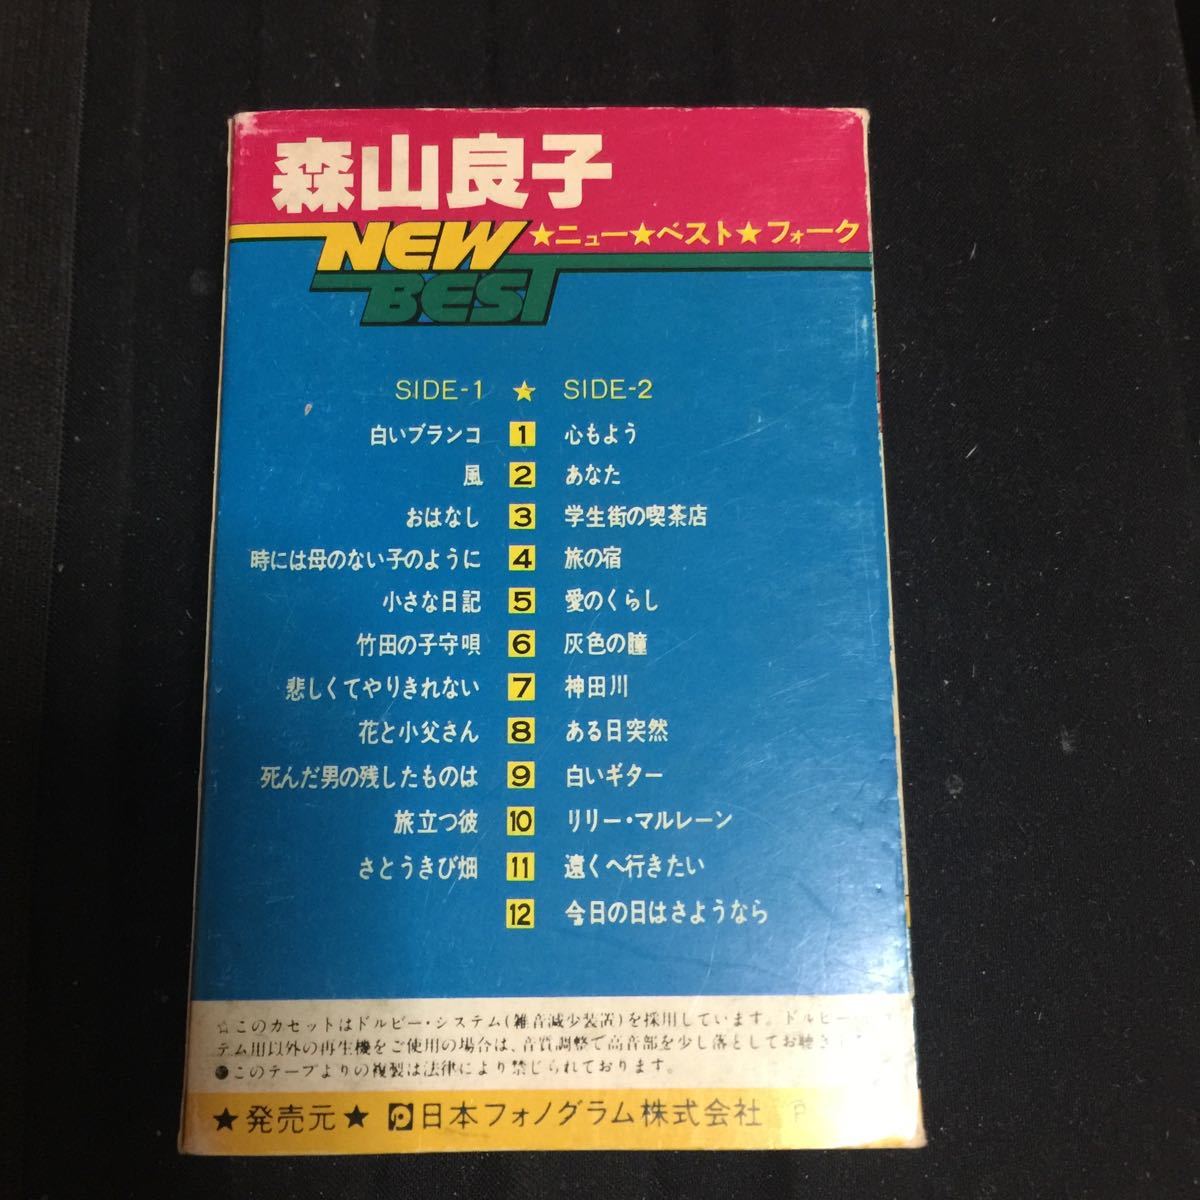 森山良子
NEW ★ニュー★ベスト★フォーク
BEST
SIDE-1 ★ SIDE-2
白いブランコ 1 心もよう
風 2 あなた
おはなし 3 学生街の喫茶店
時には母のない子のように 4 旅の宿
小さな日記 5 愛のくらし
竹田の子守唄 6 灰色の瞳
悲しくてやりきれない 7 神田川
花と小父さん 8 ある日突然
死んだ男の残したものは 9 白いギター
旅立つ彼 10 リリー・マルレーン
さとうきび畑 11 遠くへ行きたい
12 今日の日はさようなら
☆このカセットはドルビー・システム(雑音減少装置)を採用しています。ドルビー・
テム用以外の再生機をご使用の場合は、音質調整で高音部を少し落としてお聴き
●このテープよりの複製は法律により禁じられております。
★発売元★ 日本フォノグラム株式会社 P